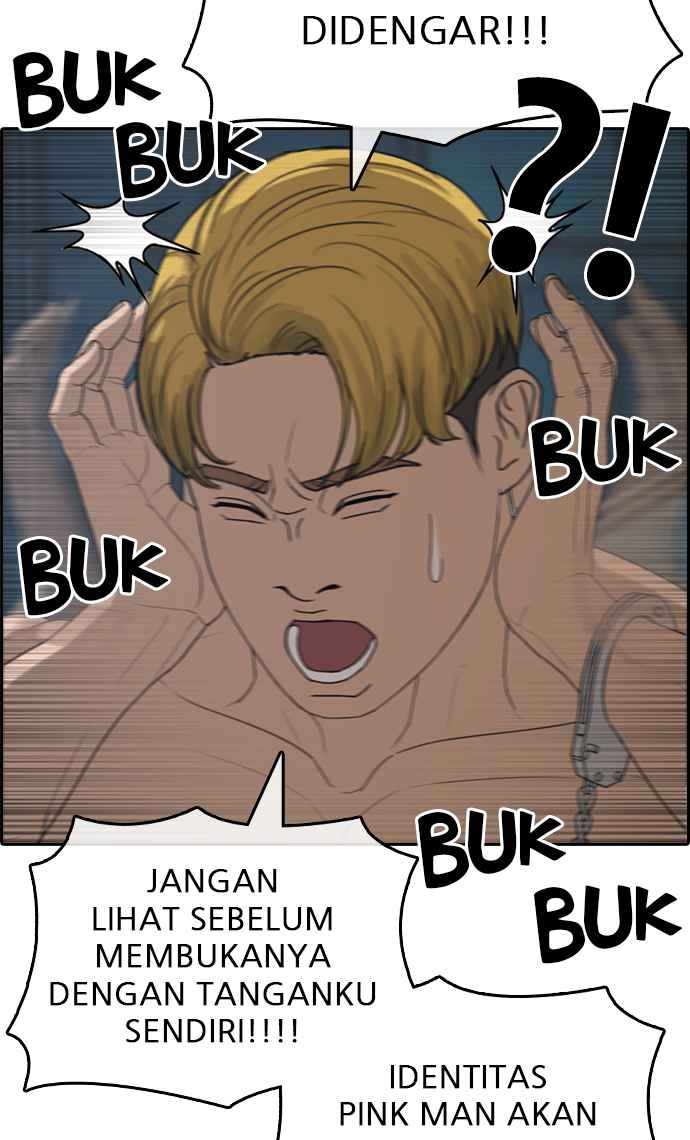 DIDENGAR!!!
BUK
BUK
?!
BUK
BUK
JANGAN
LIHAT SEBELUM
MEMBUKANYA
DENGAN TANGANKU
SENDIRI!!!!
BUK
BUK
IDENTITAS
PINK MAN AKAN